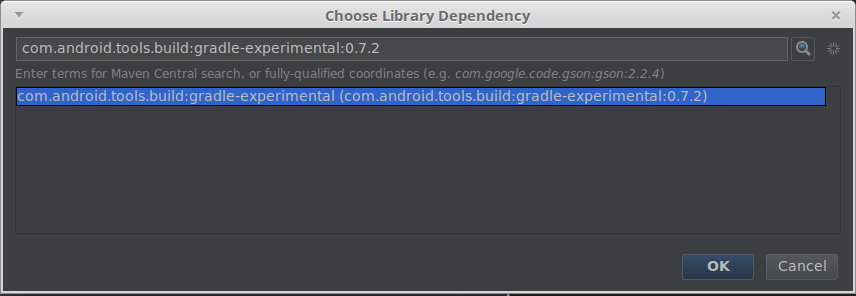 Choose Library Dependency
com.android.tools.build:gradle-experimental:0.7.2
Enter terms for Maven Central search, or fully-qualified coordinates (e.g. com.google.code.gson:gson:2.2.4)
com.android.tools.build:gradle-experimental (com.android.tools.build:gradle-experimental:0.7.2)
OK Cancel